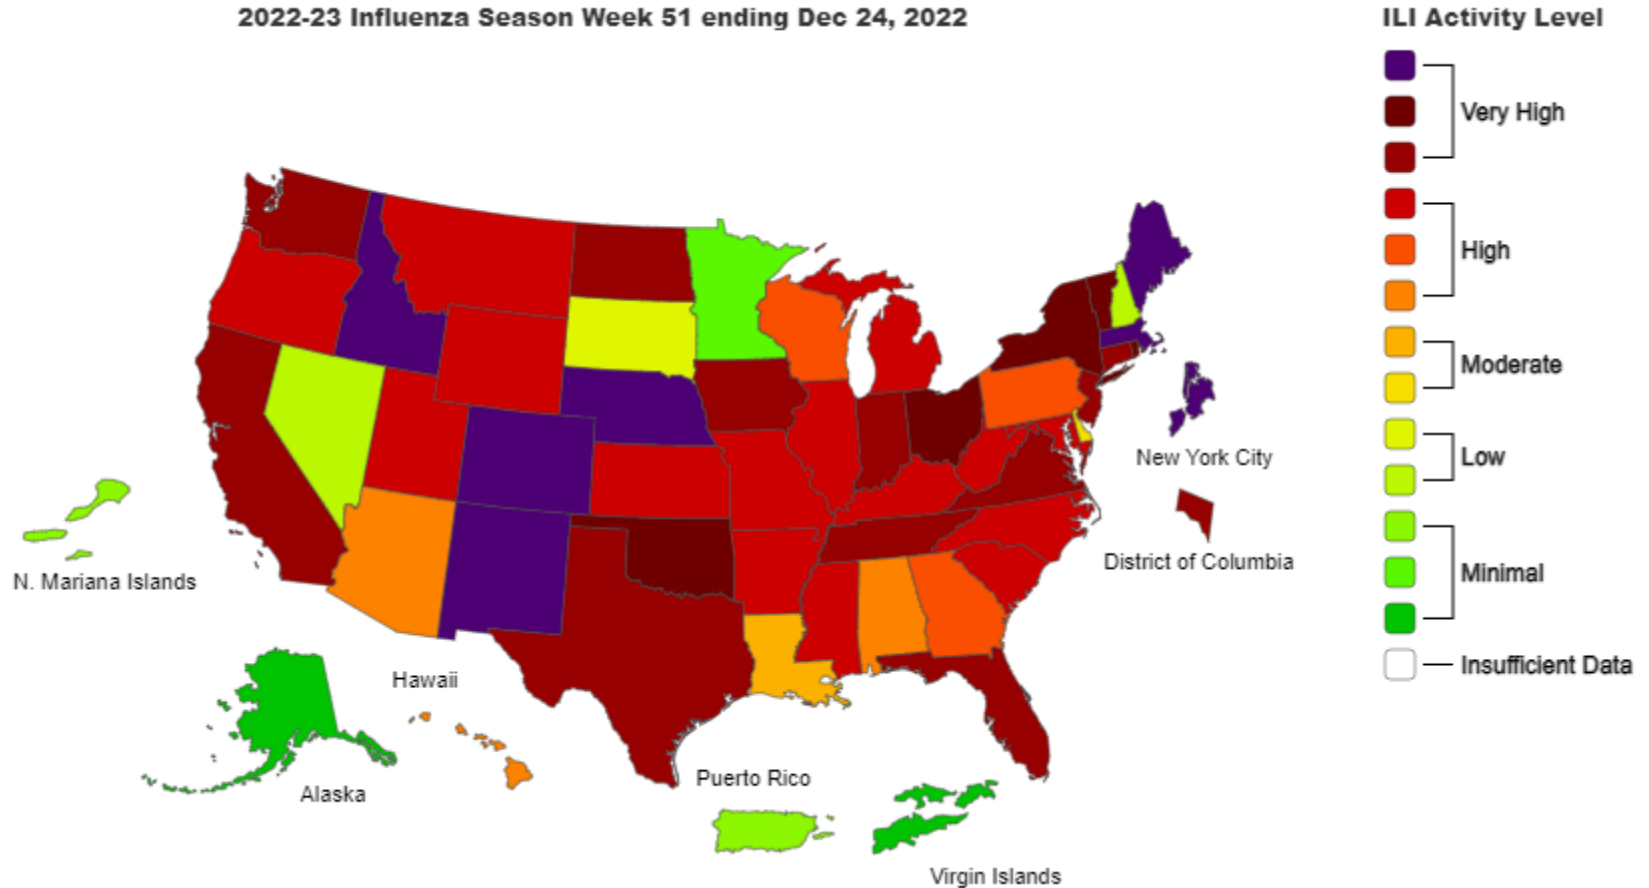 2022-23 Influenza Season Week 51 ending Dec 24, 2022
ILI Activity Level
Very High
High
Moderate
Low
Minimal
Insufficient Data
New York City
District of Columbia
N. Mariana Islands
Hawaii
Alaska
Puerto Rico
Virgin Islands